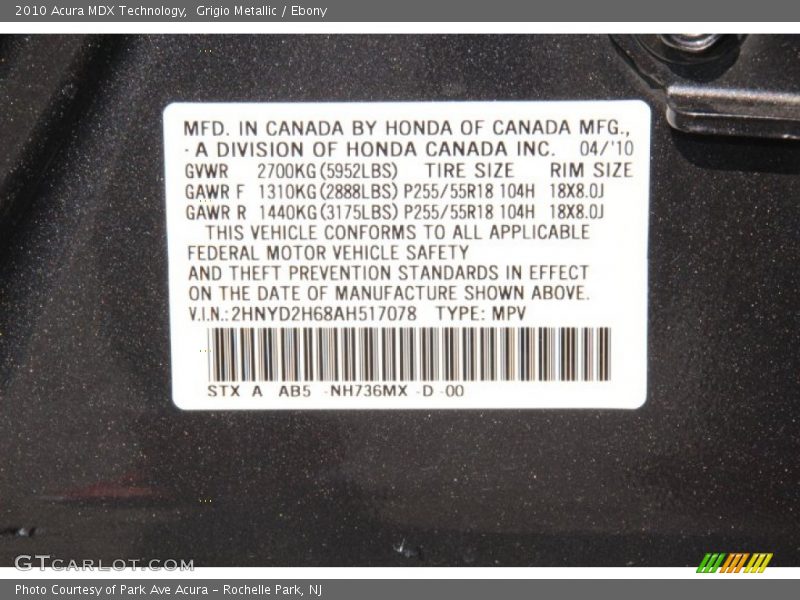 2010 Acura MDX Technology,  Grigio Metallic / Ebony
MFD. IN CANADA BY HONDA OF CANADA MFG.,
- A DIVISION OF HONDA CANADA INC.  04/'10
GVWR  2700KG(5952LBS)  TIRE SIZE  RIM SIZE
GAWR F  1310KG(2888LBS) P255/55R18 104H  18X8.0J
GAWR R  1440KG(3175LBS) P255/55R18 104H  18X8.0J
THIS VEHICLE CONFORMS TO ALL APPLICABLE
FEDERAL MOTOR VEHICLE SAFETY
AND THEFT PREVENTION STANDARDS IN EFFECT
ON THE DATE OF MANUFACTURE SHOWN ABOVE.
V.I.N.:2HNYD2H68AH517078  TYPE: MPV
STX  A  AB5  -NH736MX -D -00
GTCARLOT.COM
Photo Courtesy of Park Ave Acura – Rochelle Park, NJ